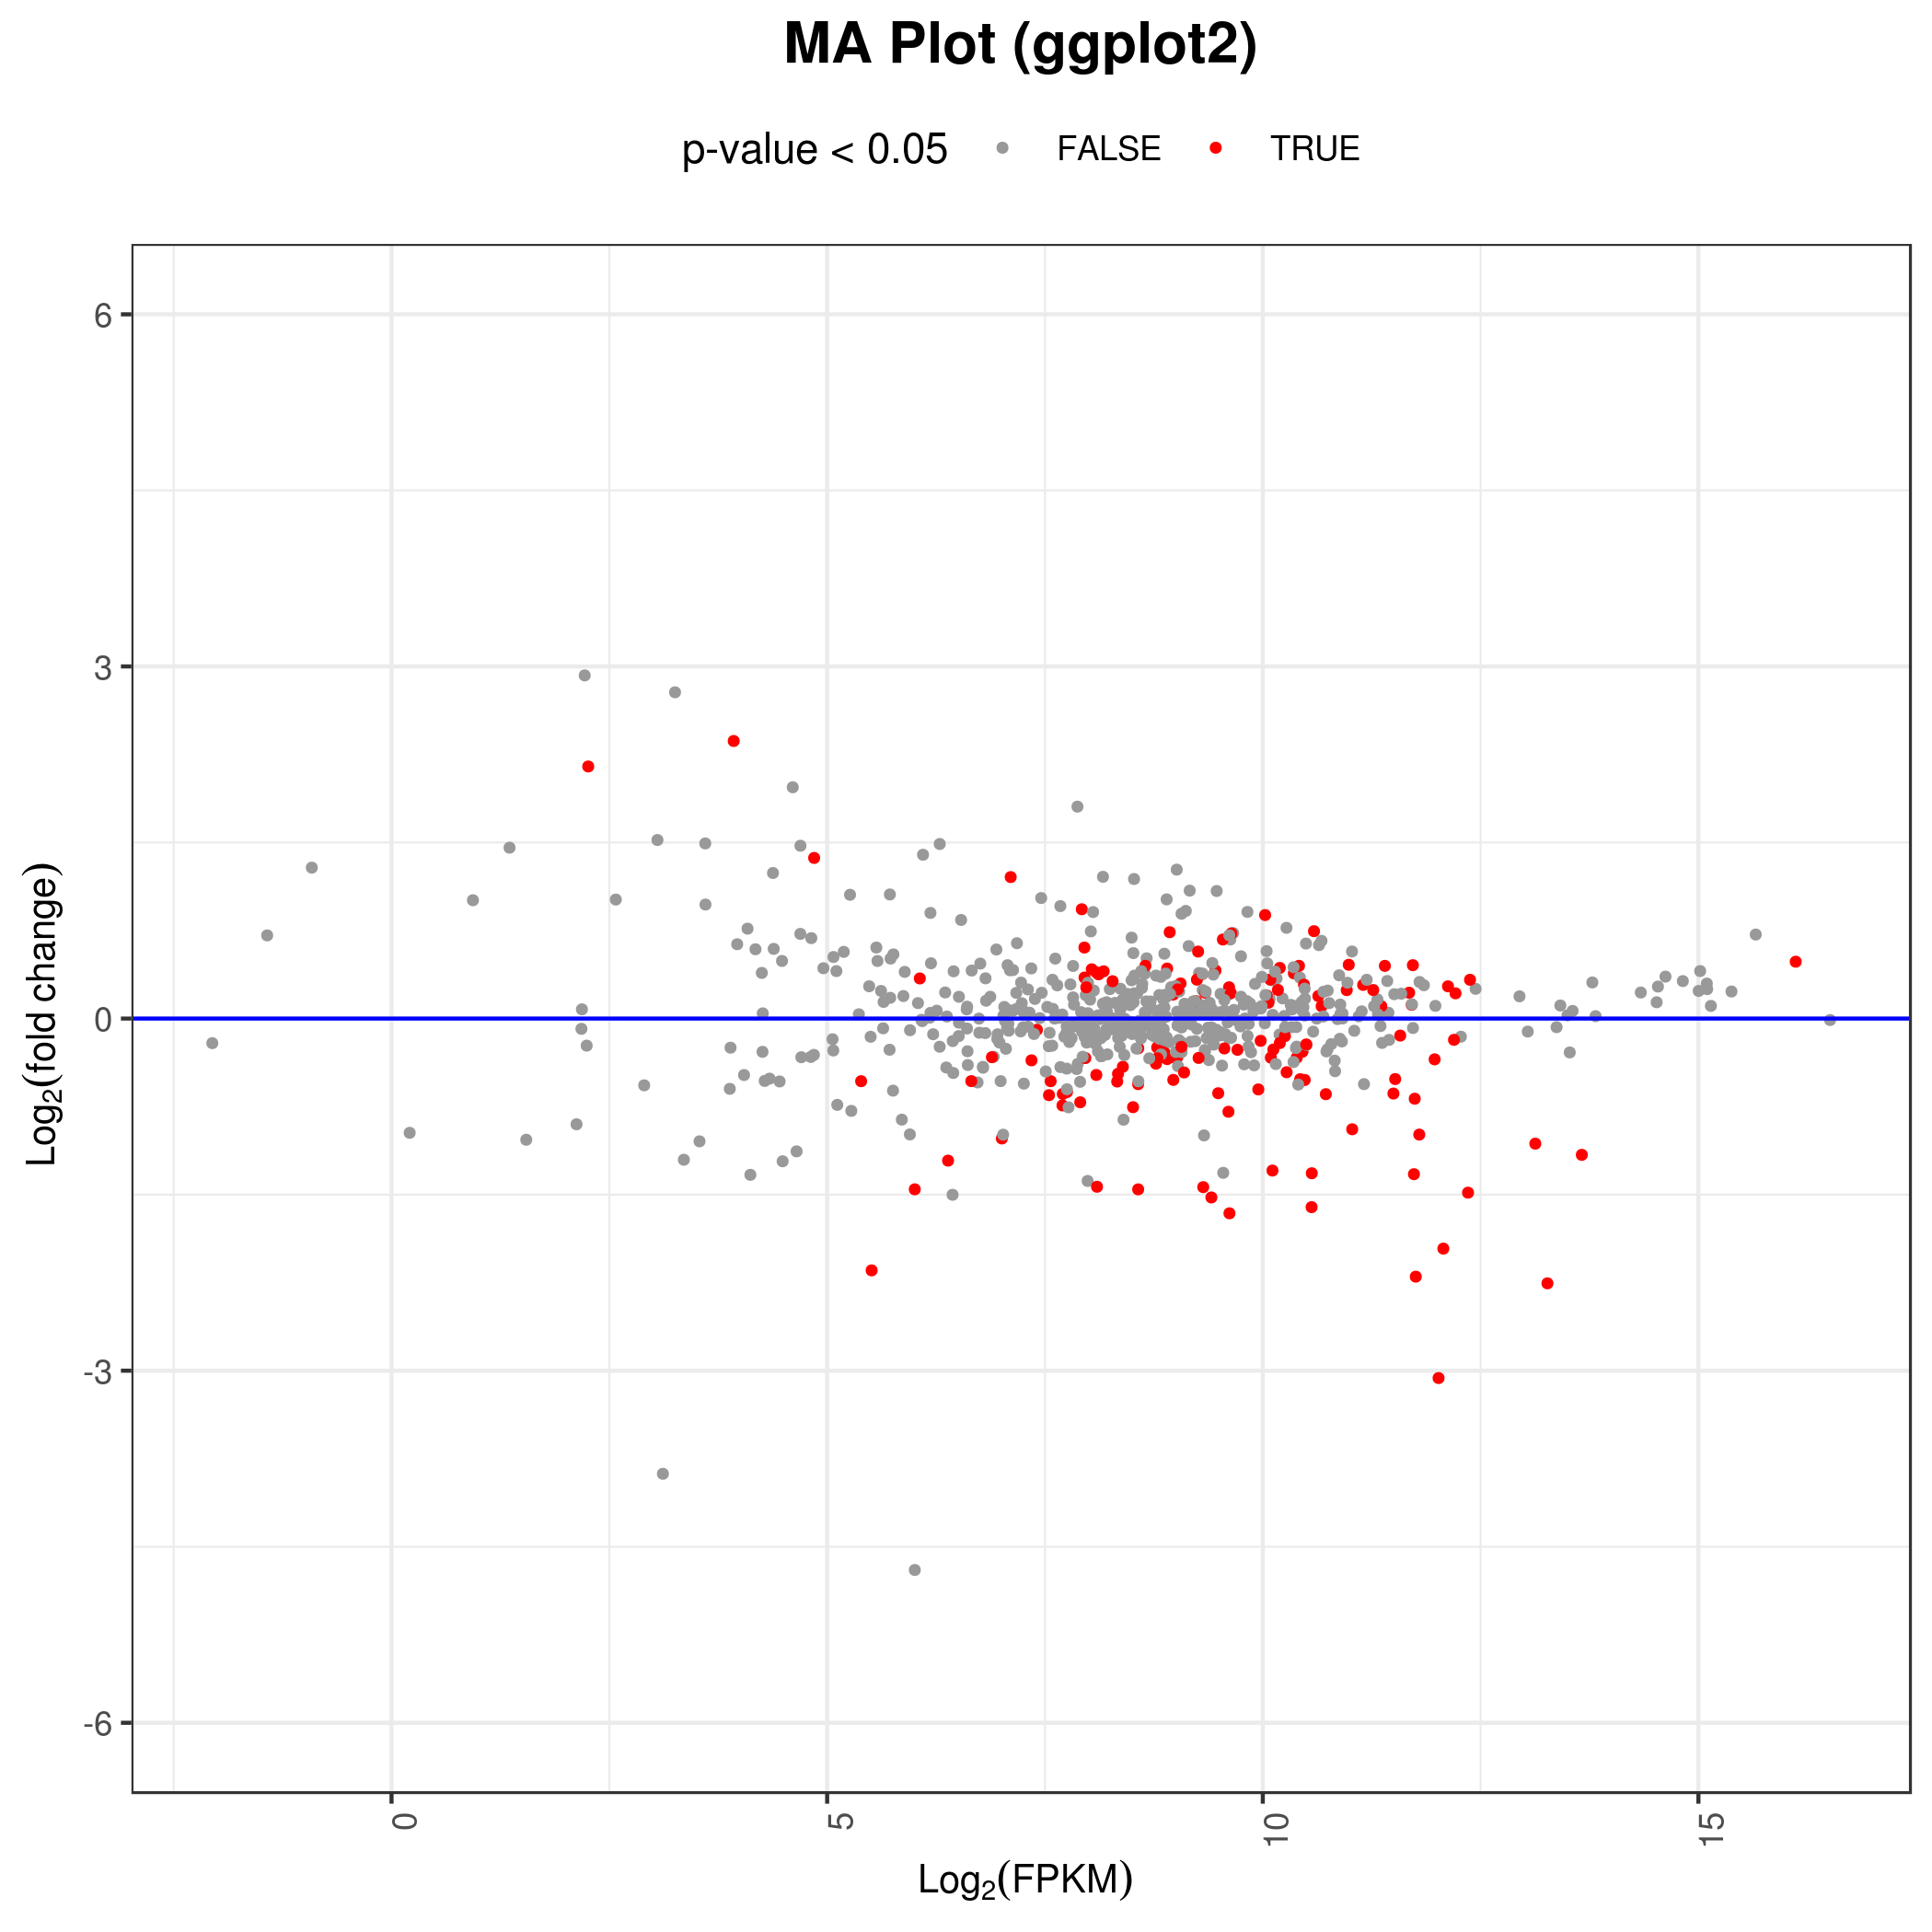 MA Plot (ggplot2)
p-value < 0.05 FALSE TRUE
Log₂(fold change)
6
3
0
-3
-6
0 5 10 15
Log₂(FPKM)